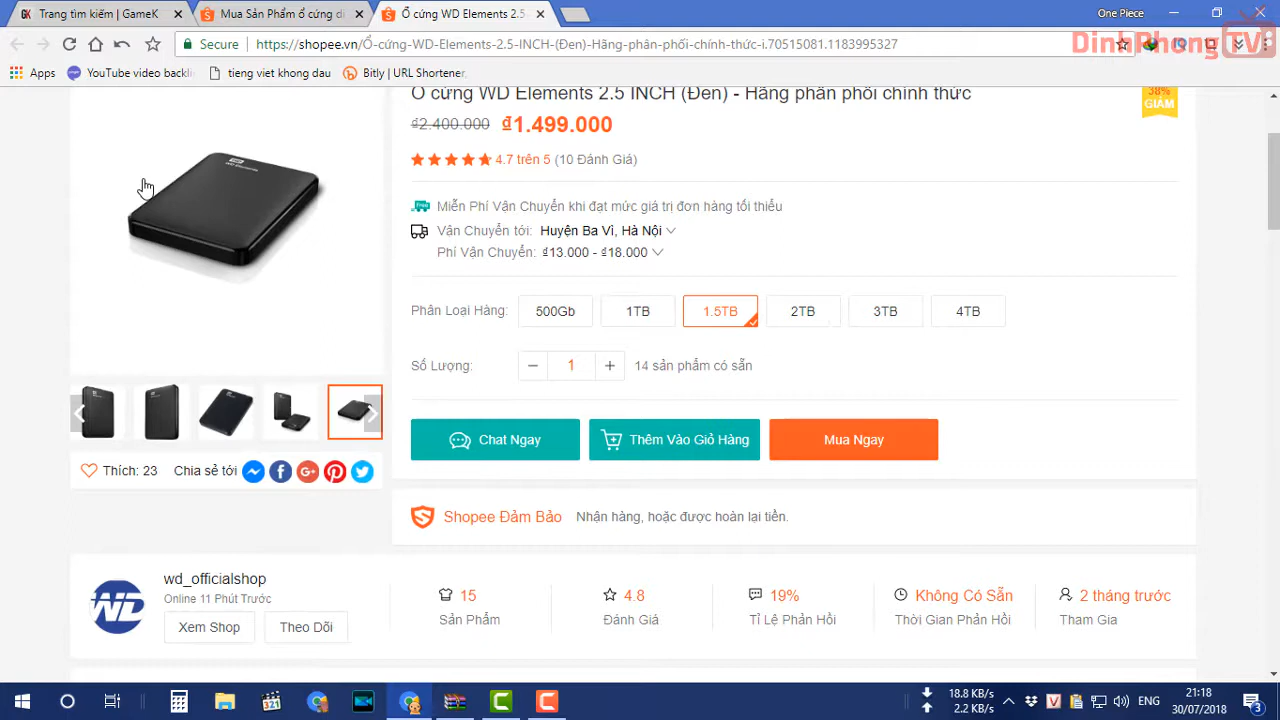 Trang tìm kiếm | GameK
Mua Sản Phẩm ổ cứng di
Ổ cứng WD Elements 2.5
One Piece
Secure
https://shopee.vn/Ổ-cứng-WD-Elements-2.5-INCH-(Đen)-Hãng-phân-phối-chính-thức-i.70515071.1183995327
DinhPhong TV
Apps
YouTube video backli
tieng viet khong dau
Bitly | URL Shortener,
Ổ cứng WD Elements 2.5 INCH (Đen) - Hãng phân phối chính thức
38%
GIẢM
₫2.400.000 ₫1.499.000
4.7 trên 5 (10 Đánh Giá)
Miễn Phí Vận Chuyển khi đạt mức giá trị đơn hàng tối thiểu
Vận Chuyển tới: Huyện Ba Vì, Hà Nội
Phí Vận Chuyển: ₫13.000 - ₫18.000
Phân Loại Hàng: 500Gb 1TB 1.5TB 2TB 3TB 4TB
Số Lượng: − 1 + 14 sản phẩm có sẵn
Chat Ngay
Thêm Vào Giỏ Hàng
Mua Ngay
Thích: 23 Chia sẻ tới
Shopee Đảm Bảo Nhận hàng, hoặc được hoàn lại tiền.
WD
wd_officialshop
Online 11 Phút Trước
Xem Shop
Theo Dõi
15
Sản Phẩm
4.8
Đánh Giá
19%
Tỉ Lệ Phản Hồi
Không Có Sẵn
Thời Gian Phản Hồi
2 tháng trước
Tham Gia
321
18.8 KB/s
2.2 KB/s
V
ENG
21:18
30/07/2018
3